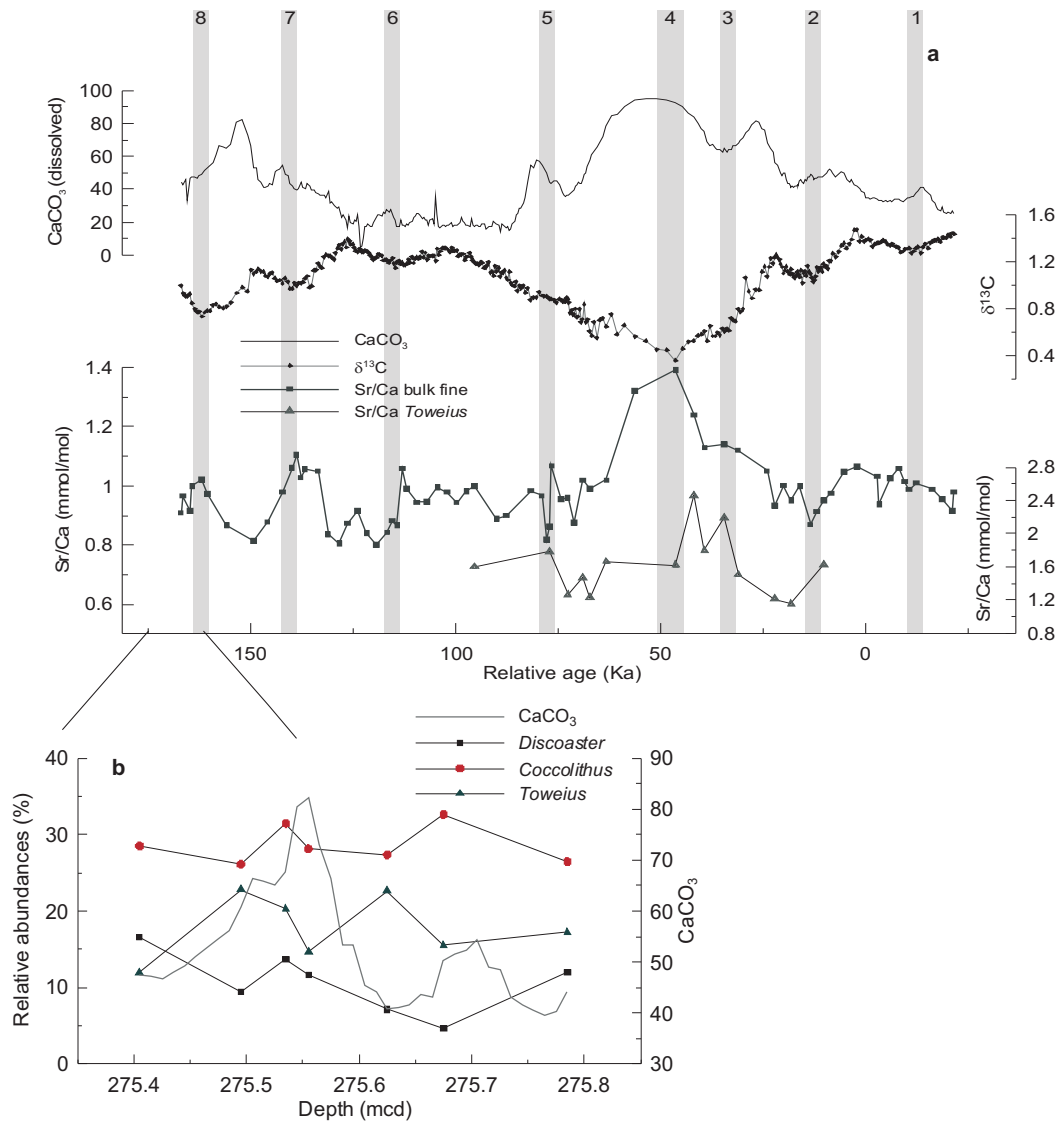 8 7 6 5 4 3 2 1
a
CaCO3 (dissolved)
100
80
60
40
20
0
1.6
1.2
0.8
0.4
δ13C
CaCO3
δ13C
Sr/Ca bulk fine
Sr/Ca Toweius
Sr/Ca (mmol/mol)
1.4
1.2
1
0.8
0.6
2.8
2.4
2
1.6
1.2
0.8
Sr/Ca (mmol/mol)
150 100 50 0
Relative age (Ka)
CaCO3
Discoaster
Coccolithus
Toweius
b
Relative abundances (%)
40
30
20
10
0
90
80
70
60
50
40
30
CaCO3
275.4 275.5 275.6 275.7 275.8
Depth (mcd)